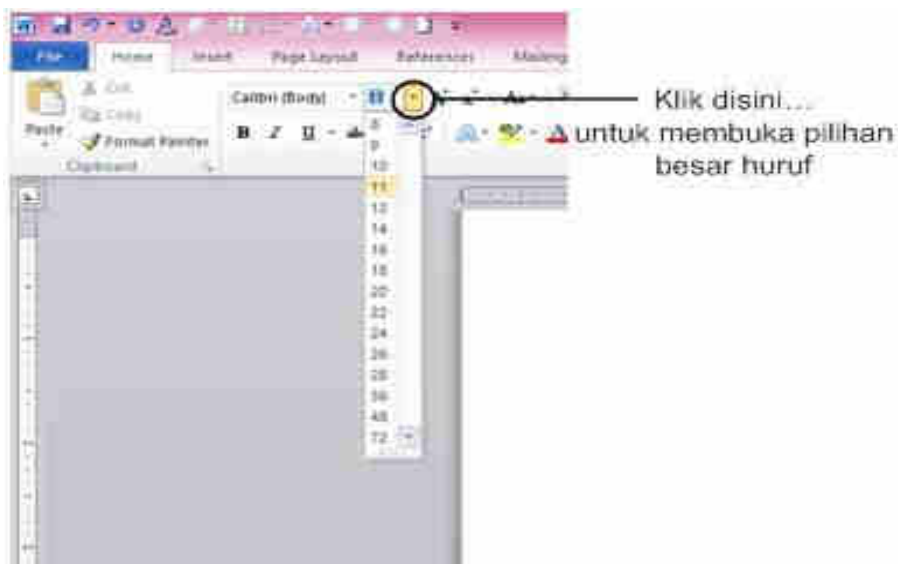 File Home Insert Page Layout References Mailing
Cut
Calibri (Body) 11
Copy
Paste
Format Painter
B I U
Clipboard
8
9
10
11
12
14
16
18
20
22
24
26
28
36
48
72
Klik disini...
untuk membuka pilihan
besar huruf